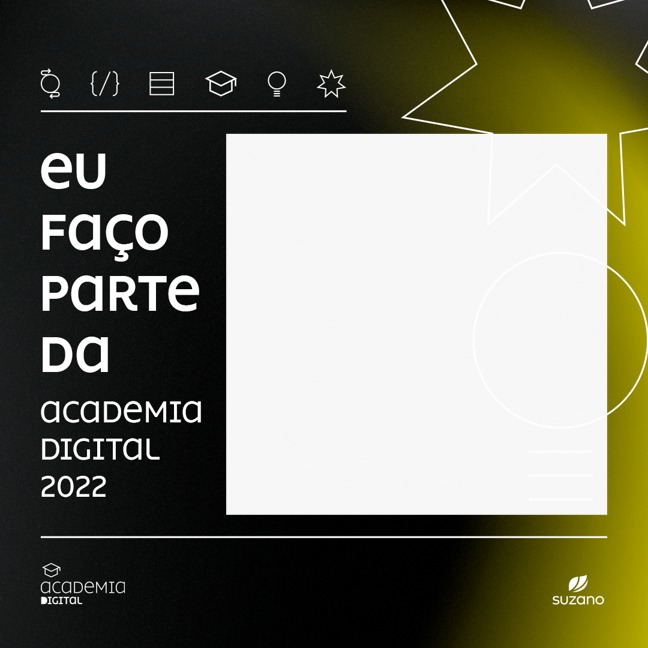 {/}
eu
Faço
Parte
Da
academia
Digital
2022
academia
Digital
suzano